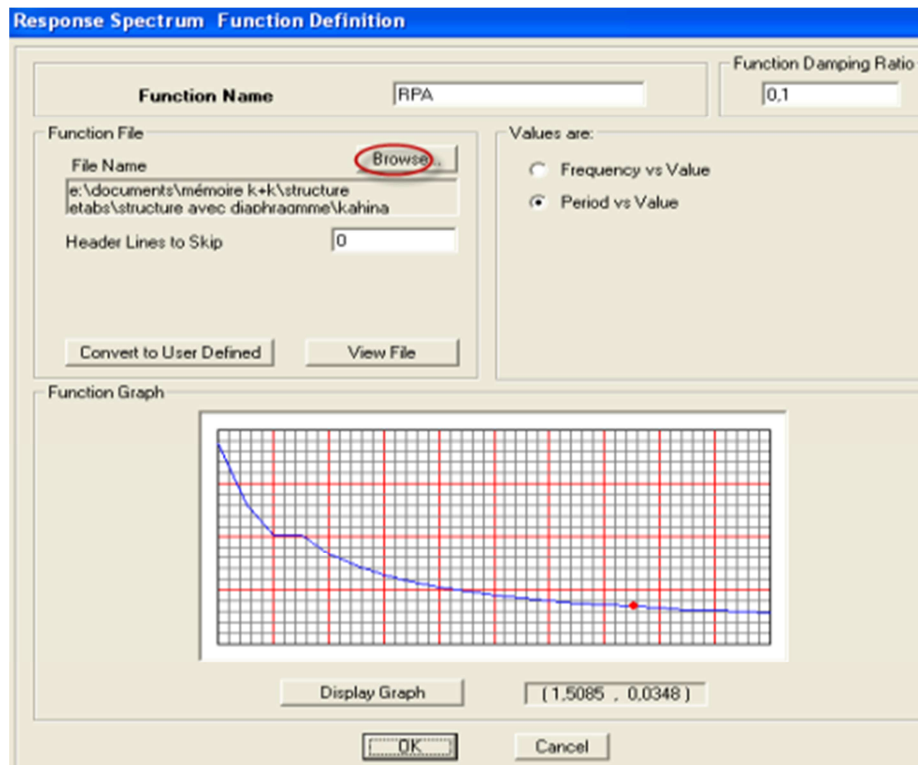 Response Spectrum Function Definition
Function Damping Ratio
Function Name
RPA
0,1
Function File
Values are:
File Name
Browse...
Frequency vs Value
e:\documents\mémoire k+k\structure
etabs\structure avec diaphragmme\kahina
Period vs Value
Header Lines to Skip
0
Convert to User Defined
View File
Function Graph
Display Graph
( 1,5085 , 0,0348 )
OK
Cancel